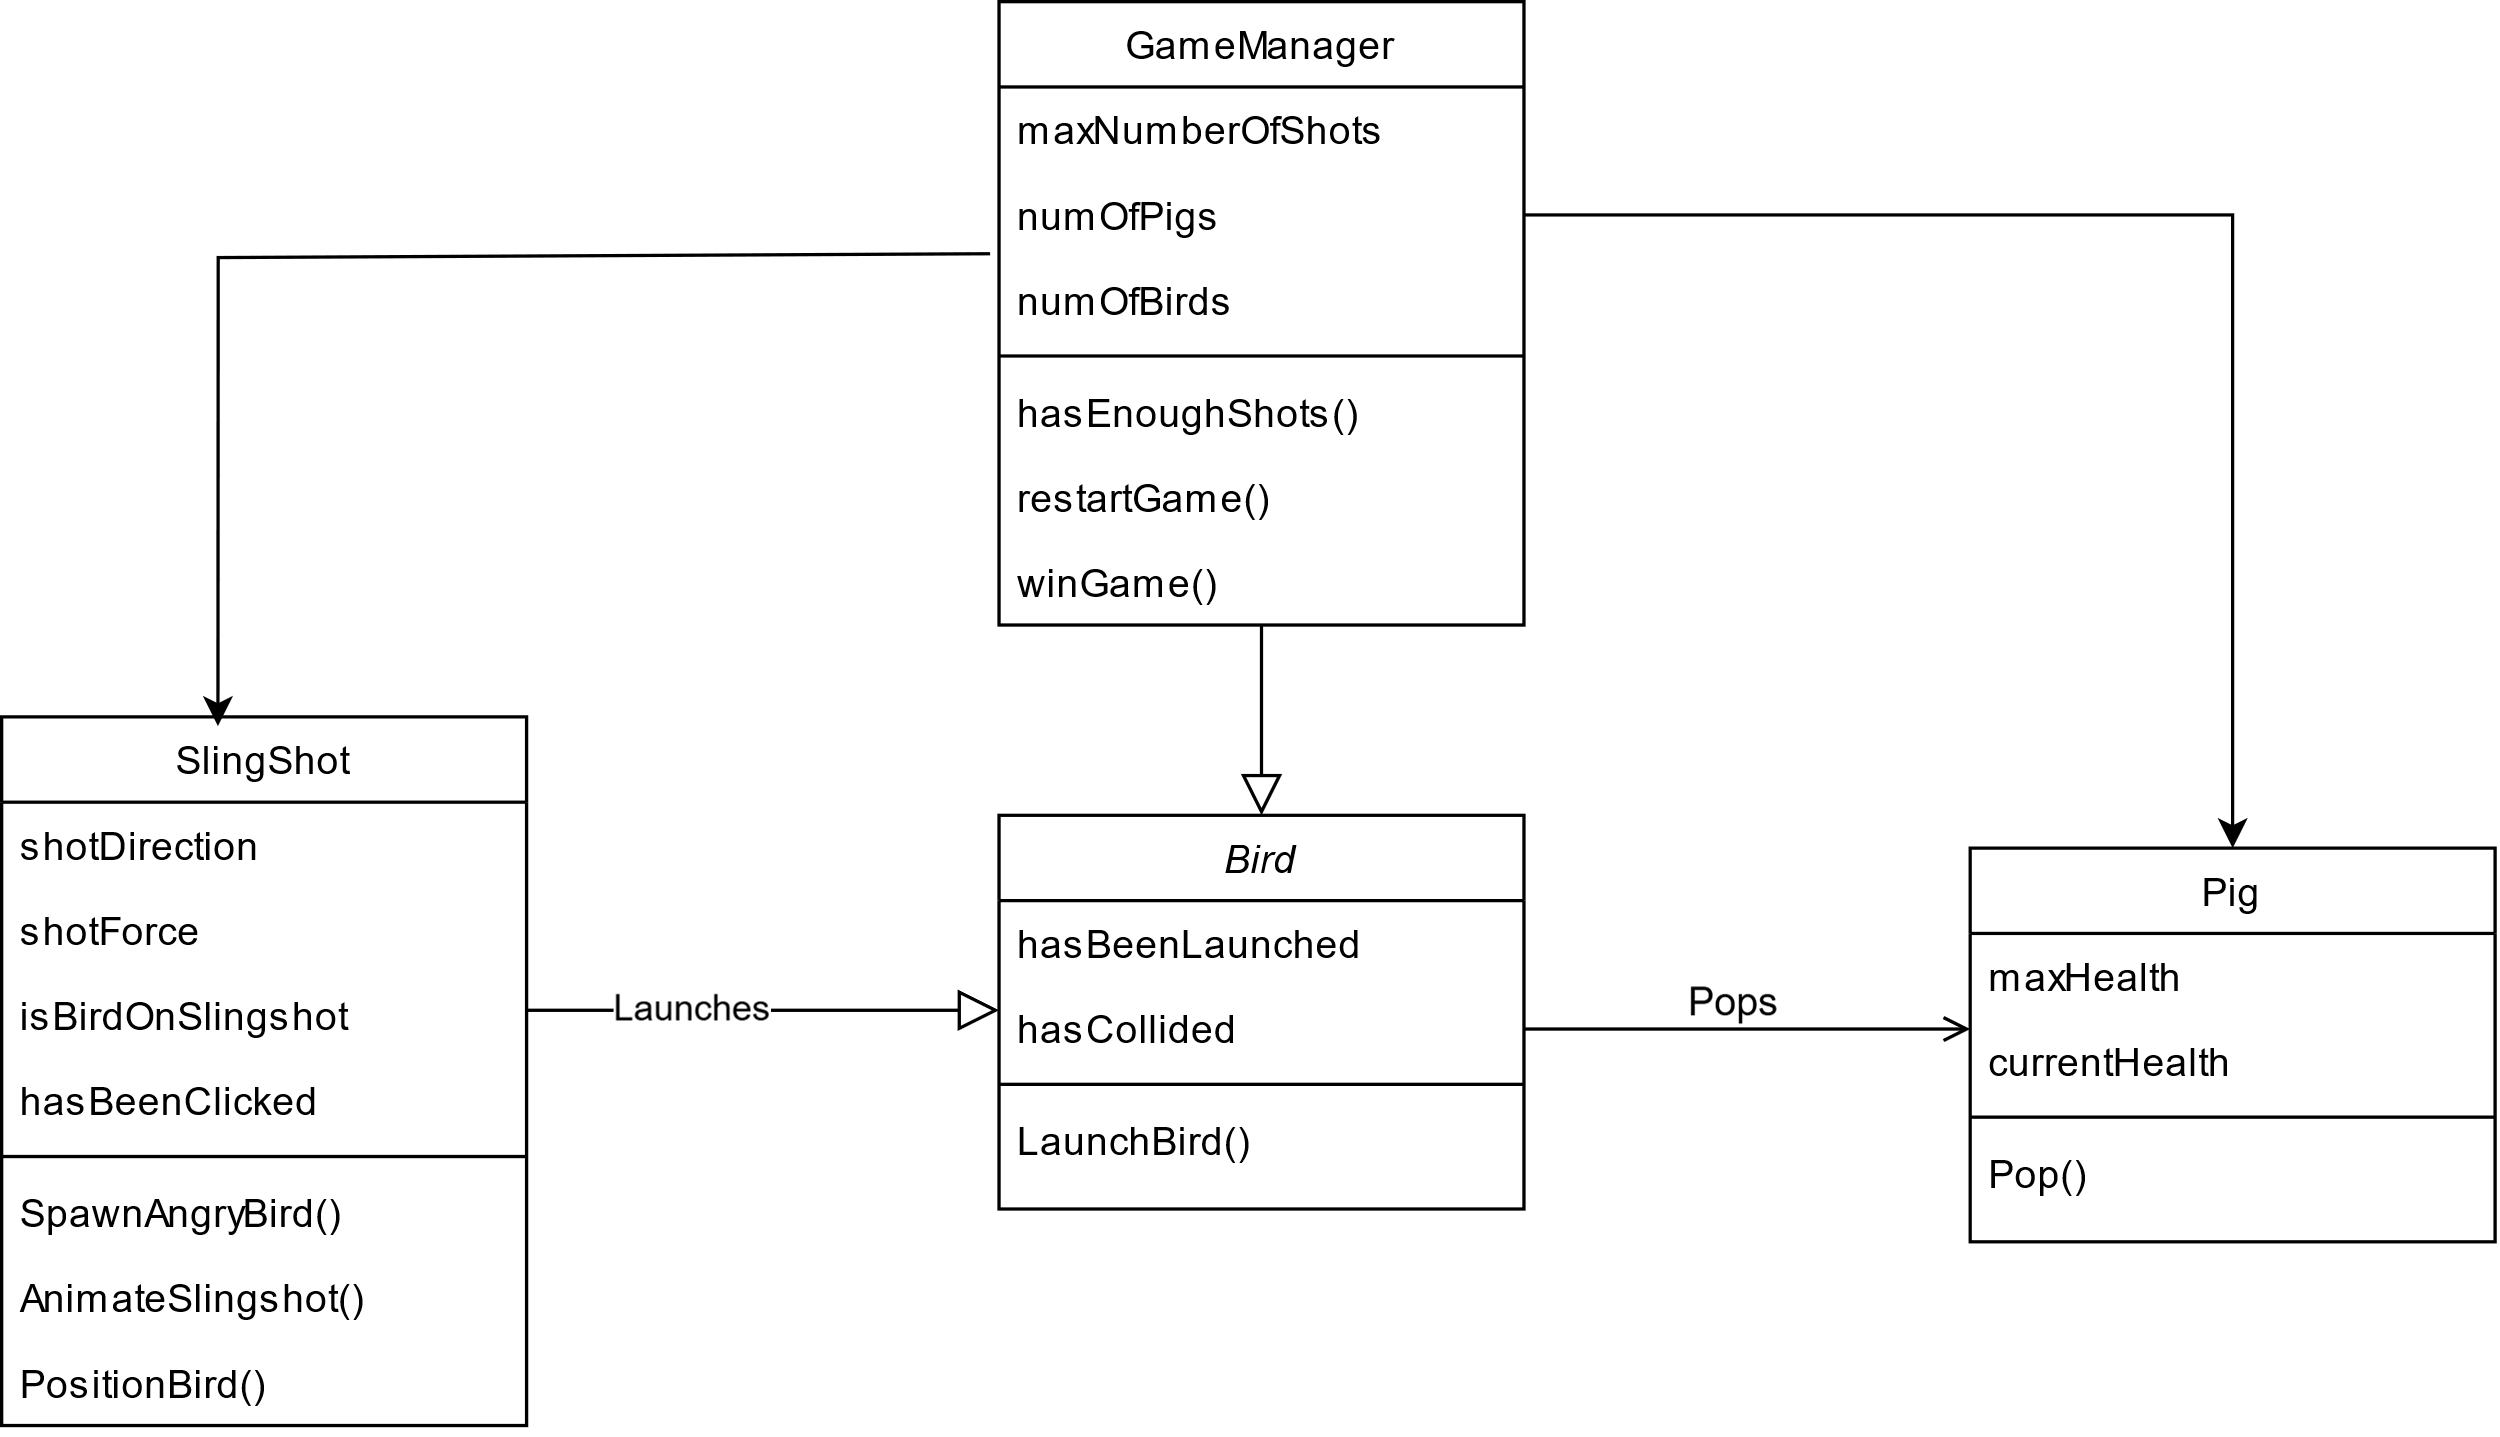 GameManager
maxNumberOfShots
numOfPigs
numOfBirds
hasEnoughShots()
restartGame()
winGame()
SlingShot
shotDirection
shotForce
isBirdOnSlingshot
hasBeenClicked
SpawnAngryBird()
AnimateSlingshot()
PositionBird()
Launches
Bird
hasBeenLaunched
hasCollided
LaunchBird()
Pops
Pig
maxHealth
currentHealth
Pop()